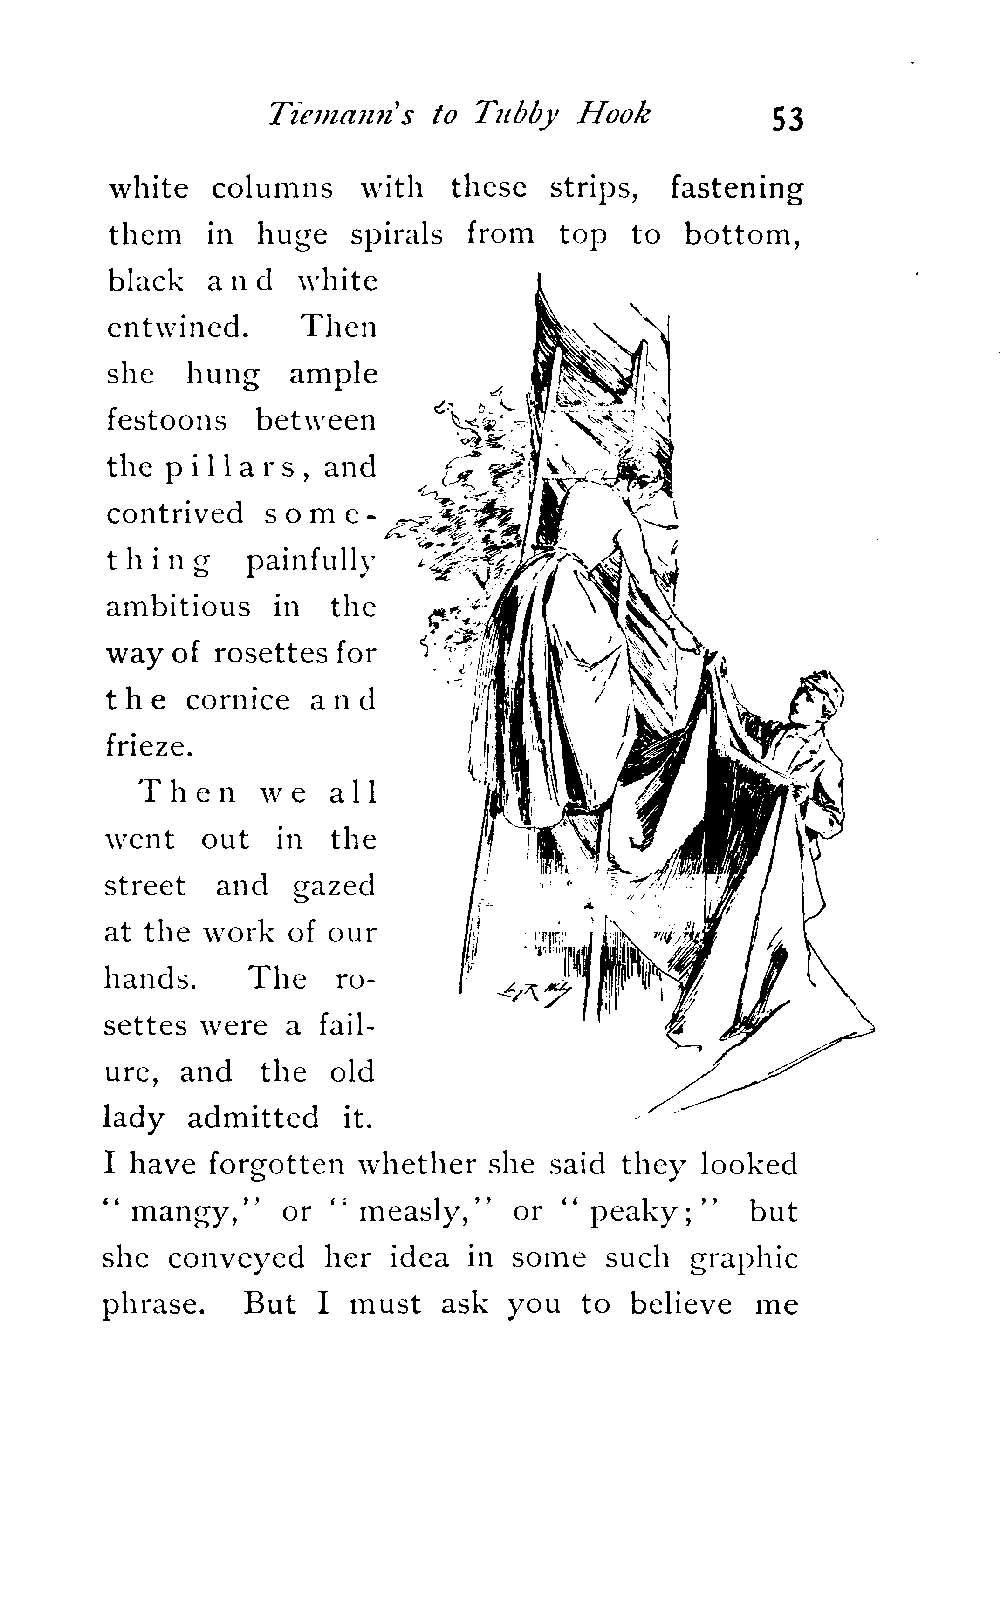 Tiemann's to Tubby Hook 53
white columns with these strips, fastening
them in huge spirals from top to bottom,
black and white
entwined. Then
she hung ample
festoons between
the pillars, and
contrived some-
thing painfully
ambitious in the
way of rosettes for
the cornice and
frieze.
Then we all
went out in the
street and gazed
at the work of our
hands. The ro-
settes were a fail-
ure, and the old
lady admitted it.
I have forgotten whether she said they looked
“mangy,” or “measly,” or “peaky;” but
she conveyed her idea in some such graphic
phrase. But I must ask you to believe me